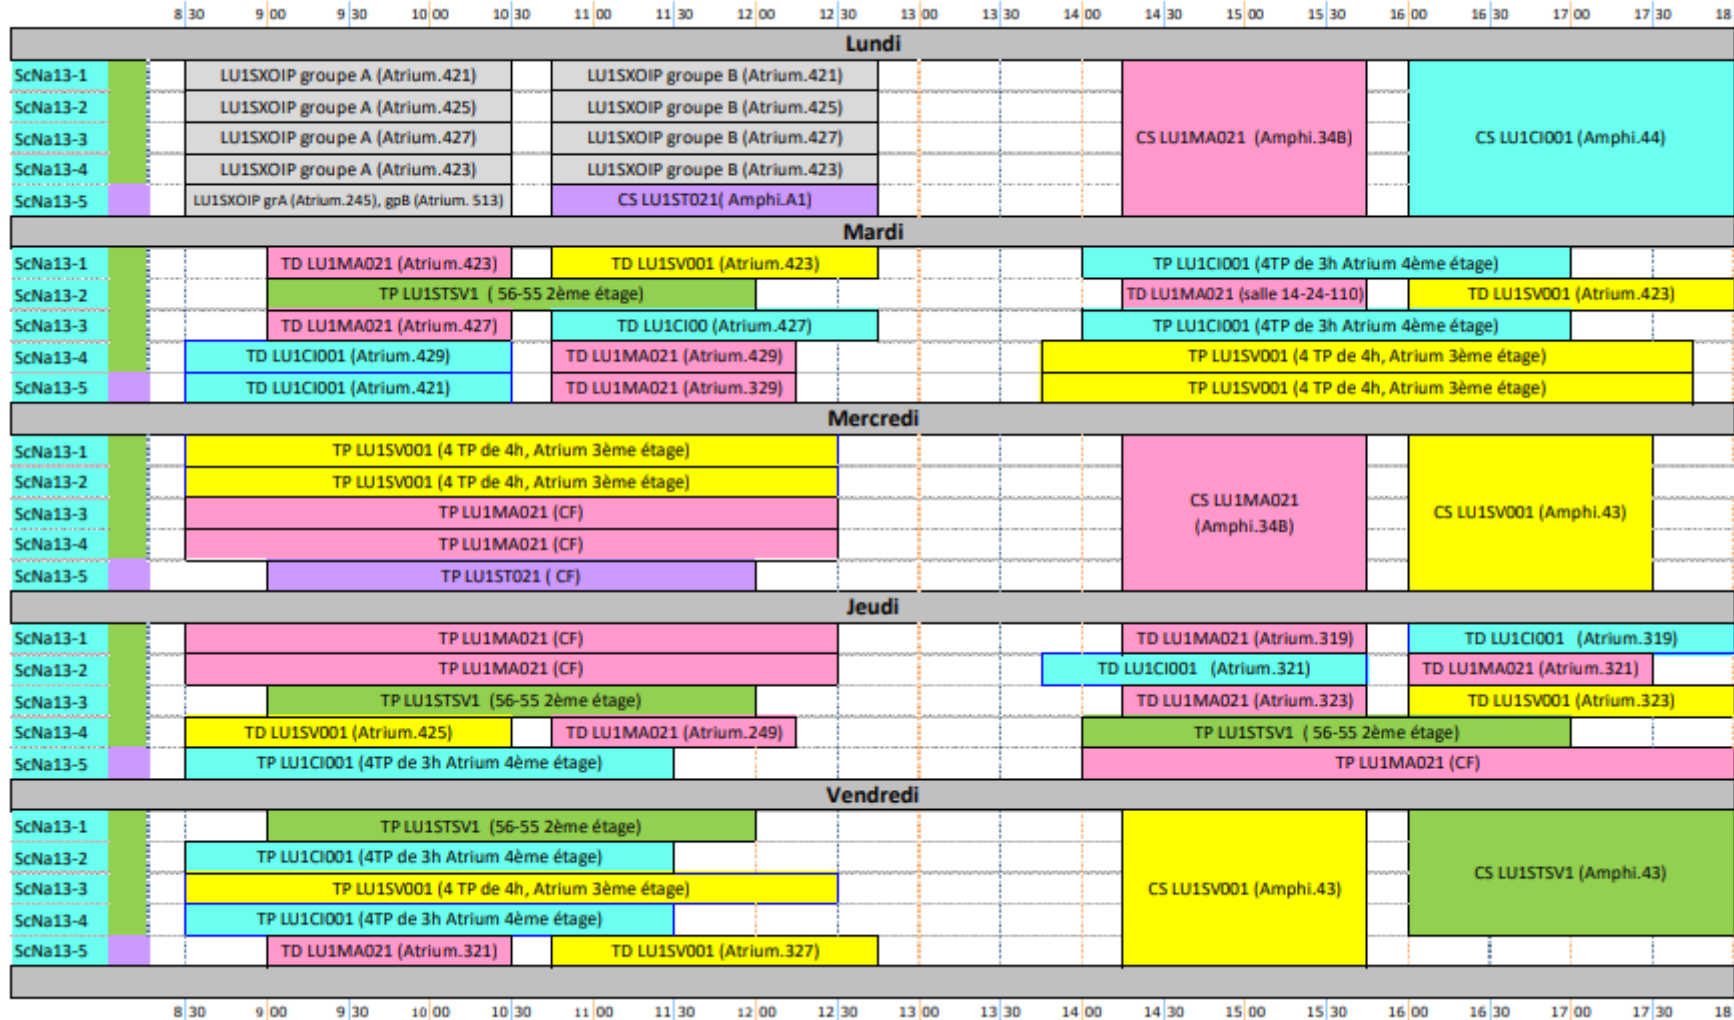 8 30 9 00 9 30 10 00 10 30 11 00 11 30 12 00 12 30 13 00 13 30 14 00 14 30 15 00 15 30 16 00 16 30 17 00 17 30 18
Lundi
ScNa13-1 LU1SXOIP groupe A (Atrium.421) LU1SXOIP groupe B (Atrium.421)
ScNa13-2 LU1SXOIP groupe A (Atrium.425) LU1SXOIP groupe B (Atrium.425)
ScNa13-3 LU1SXOIP groupe A (Atrium.427) LU1SXOIP groupe B (Atrium.427) CS LU1MA021 (Amphi.34B) CS LU1CI001 (Amphi.44)
ScNa13-4 LU1SXOIP groupe A (Atrium.423) LU1SXOIP groupe B (Atrium.423)
ScNa13-5 LU1SXOIP grA (Atrium.245), gpB (Atrium. 513) CS LU1ST021( Amphi.A1)
Mardi
ScNa13-1 TD LU1MA021 (Atrium.423) TD LU1SV001 (Atrium.423) TP LU1CI001 (4TP de 3h Atrium 4ème étage)
ScNa13-2 TP LU1STSV1 ( 56-55 2ème étage) TD LU1MA021 (salle 14-24-110) TD LU1SV001 (Atrium.423)
ScNa13-3 TD LU1MA021 (Atrium.427) TD LU1CI00 (Atrium.427) TP LU1CI001 (4TP de 3h Atrium 4ème étage)
ScNa13-4 TD LU1CI001 (Atrium.429) TD LU1MA021 (Atrium.429) TP LU1SV001 (4 TP de 4h, Atrium 3ème étage)
ScNa13-5 TD LU1CI001 (Atrium.421) TD LU1MA021 (Atrium.329) TP LU1SV001 (4 TP de 4h, Atrium 3ème étage)
Mercredi
ScNa13-1 TP LU1SV001 (4 TP de 4h, Atrium 3ème étage)
ScNa13-2 TP LU1SV001 (4 TP de 4h, Atrium 3ème étage)
ScNa13-3 TP LU1MA021 (CF) CS LU1MA021 CS LU1SV001 (Amphi.43)
(Amphi.34B)
ScNa13-4 TP LU1MA021 (CF)
ScNa13-5 TP LU1ST021 ( CF)
Jeudi
ScNa13-1 TP LU1MA021 (CF) TD LU1MA021 (Atrium.319) TD LU1CI001 (Atrium.319)
ScNa13-2 TP LU1MA021 (CF) TD LU1CI001 (Atrium.321) TD LU1MA021 (Atrium.321)
ScNa13-3 TP LU1STSV1 (56-55 2ème étage) TD LU1MA021 (Atrium.323) TD LU1SV001 (Atrium.323)
ScNa13-4 TD LU1SV001 (Atrium.425) TD LU1MA021 (Atrium.249) TP LU1STSV1 ( 56-55 2ème étage)
ScNa13-5 TP LU1CI001 (4TP de 3h Atrium 4ème étage) TP LU1MA021 (CF)
Vendredi
ScNa13-1 TP LU1STSV1 (56-55 2ème étage)
ScNa13-2 TP LU1CI001 (4TP de 3h Atrium 4ème étage) CS LU1STSV1 (Amphi.43)
ScNa13-3 TP LU1SV001 (4 TP de 4h, Atrium 3ème étage) CS LU1SV001 (Amphi.43)
ScNa13-4 TP LU1CI001 (4TP de 3h Atrium 4ème étage)
ScNa13-5 TD LU1MA021 (Atrium.321) TD LU1SV001 (Atrium.327)
8 30 9 00 9 30 10 00 10 30 11 00 11 30 12 00 12 30 13 00 13 30 14 00 14 30 15 00 15 30 16 00 16 30 17 00 17 30 18